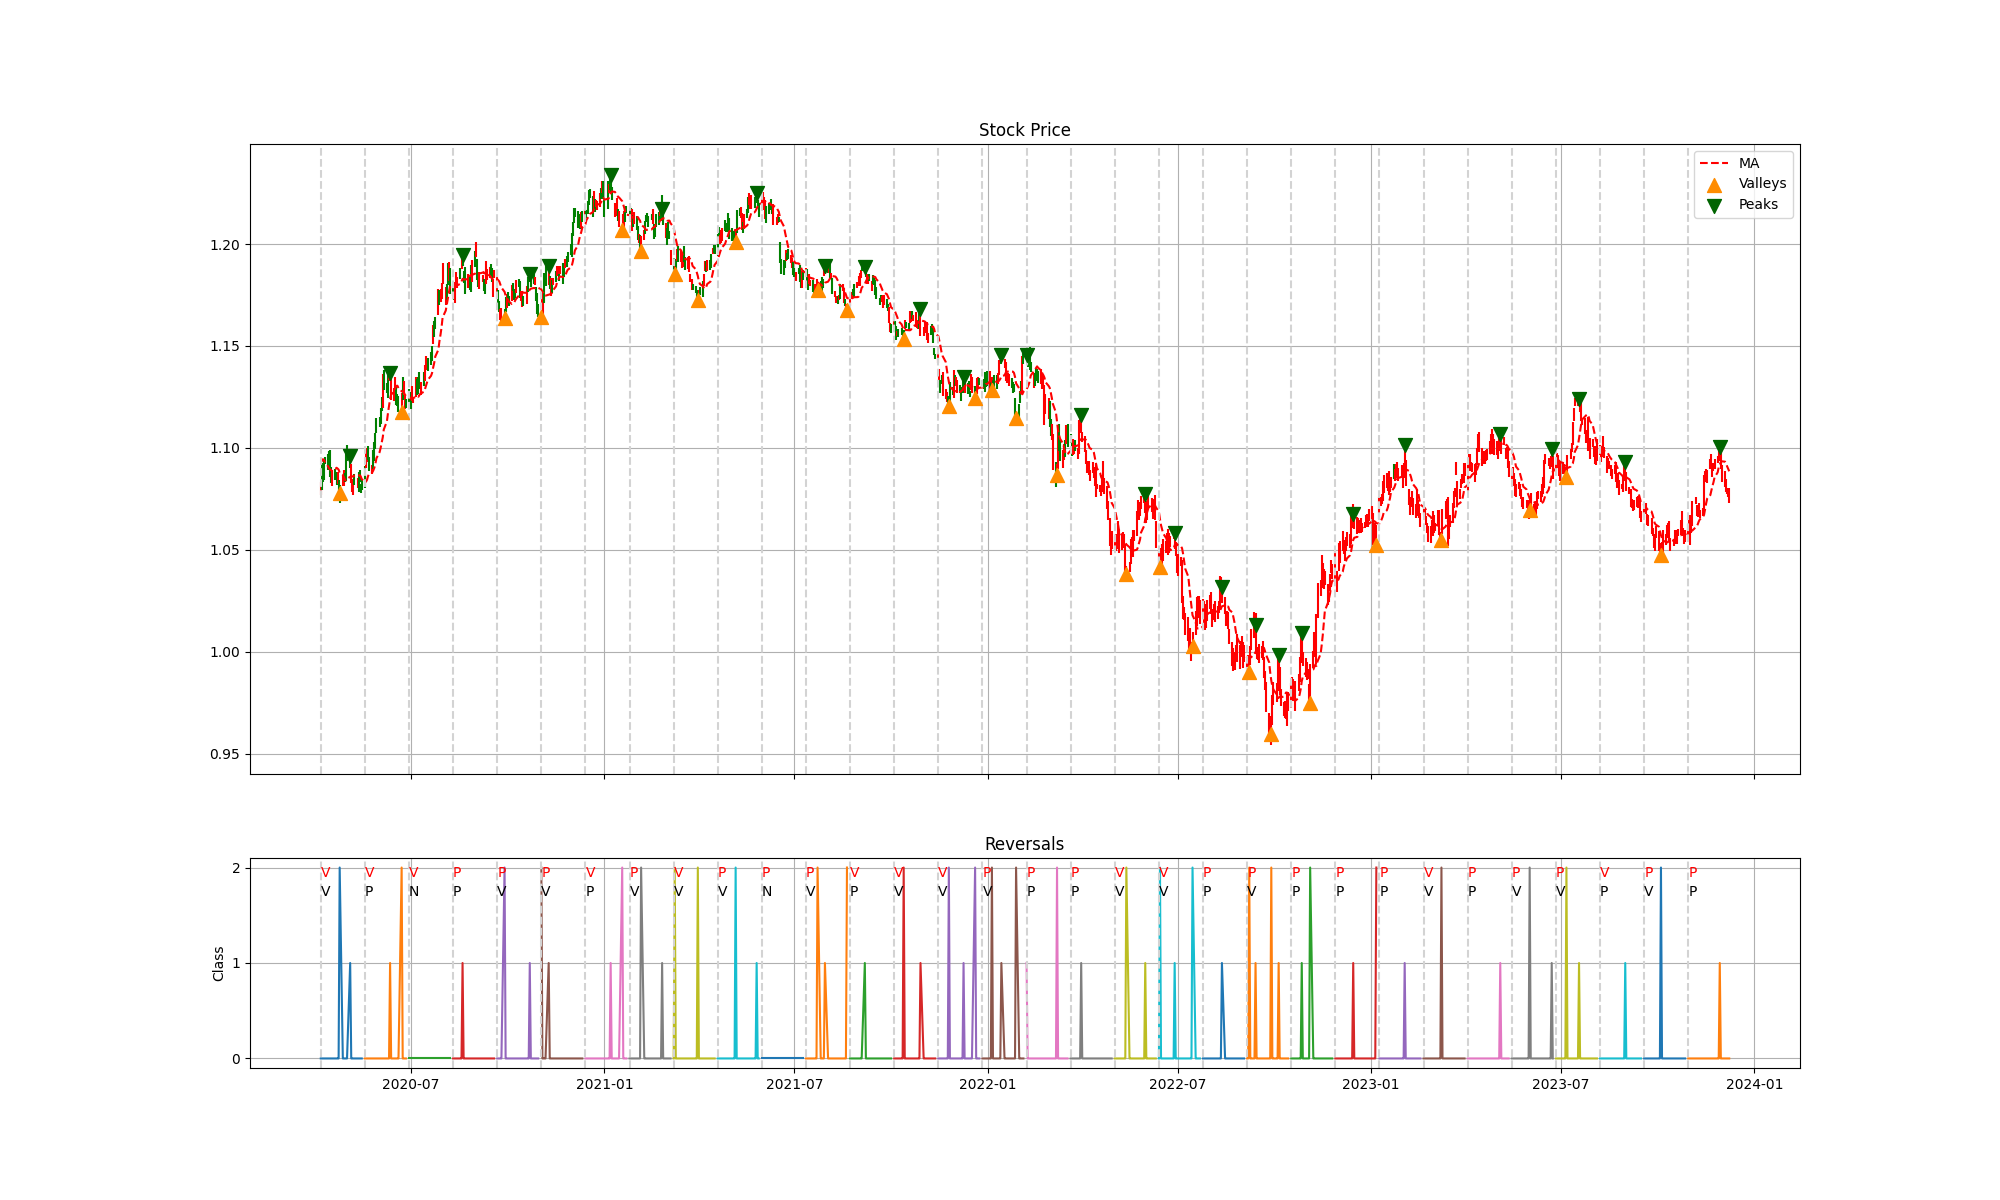 Stock Price
MA
Valleys
Peaks
1.20
1.15
1.10
1.05
1.00
0.95
Reversals
V V V P P P V P V P P P V V V P P P V V P P P P P V P P P V P P
V P N P V V P V V V N V P V V V P P V V P V P P P V P V V P V P
Class
2
1
0
2020-07 2021-01 2021-07 2022-01 2022-07 2023-01 2023-07 2024-01